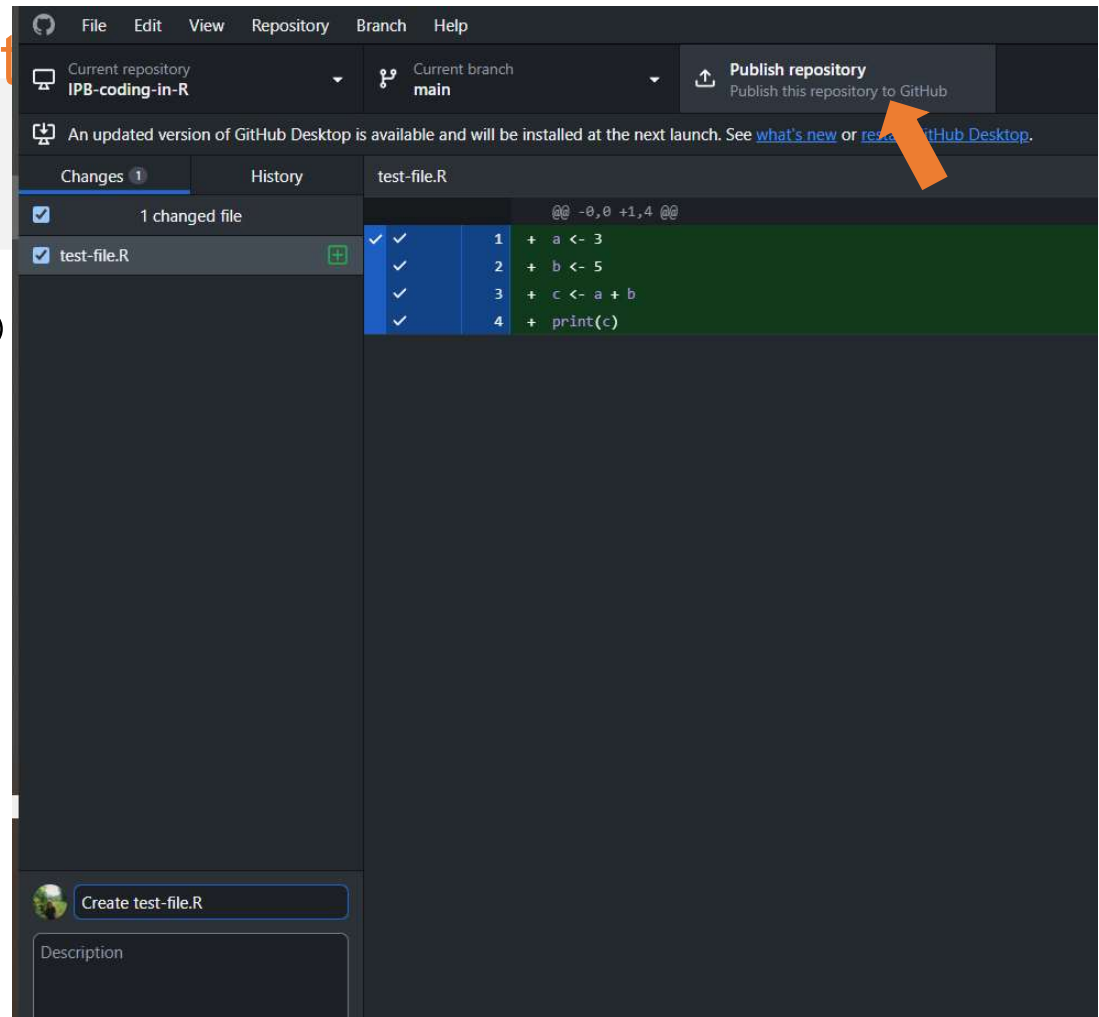 File Edit View Repository Branch Help
Current repository
IPB-coding-in-R
Current branch
main
Publish repository
Publish this repository to GitHub
An updated version of GitHub Desktop is available and will be installed at the next launch. See what's new or GitHub Desktop.
Changes 1 History
test-file.R
1 changed file
@@ -0,0 +1,4 @@
test-file.R
1 + a <- 3
2 + b <- 5
3 + c <- a + b
4 + print(c)
)
Create test-file.R
Description